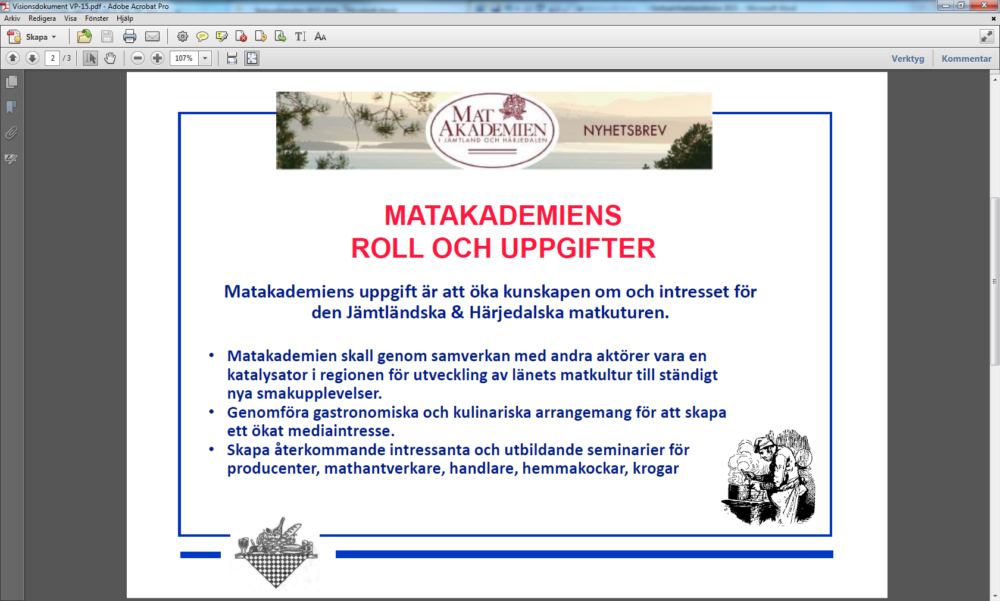 Visionsdokument VP-15.pdf - Adobe Acrobat Pro
Arkiv Redigera Visa Fönster Hjälp
Skapa
2 / 3 107% Verktyg Kommentar
MAT
AKADEMIEN
I JÄMTLAND OCH HÄRJEDALEN
NYHETSBREV
MATAKADEMIENS
ROLL OCH UPPGIFTER
Matakademiens uppgift är att öka kunskapen om och intresset för
den Jämtländska & Härjedalska matkuturen.
• Matakademien skall genom samverkan med andra aktörer vara en
katalysator i regionen för utveckling av länets matkultur till ständigt
nya smakupplevelser.
• Genomföra gastronomiska och kulinariska arrangemang för att skapa
ett ökat mediaintresse.
• Skapa återkommande intressanta och utbildande seminarier för
producenter, mathantverkare, handlare, hemmakockar, krogar